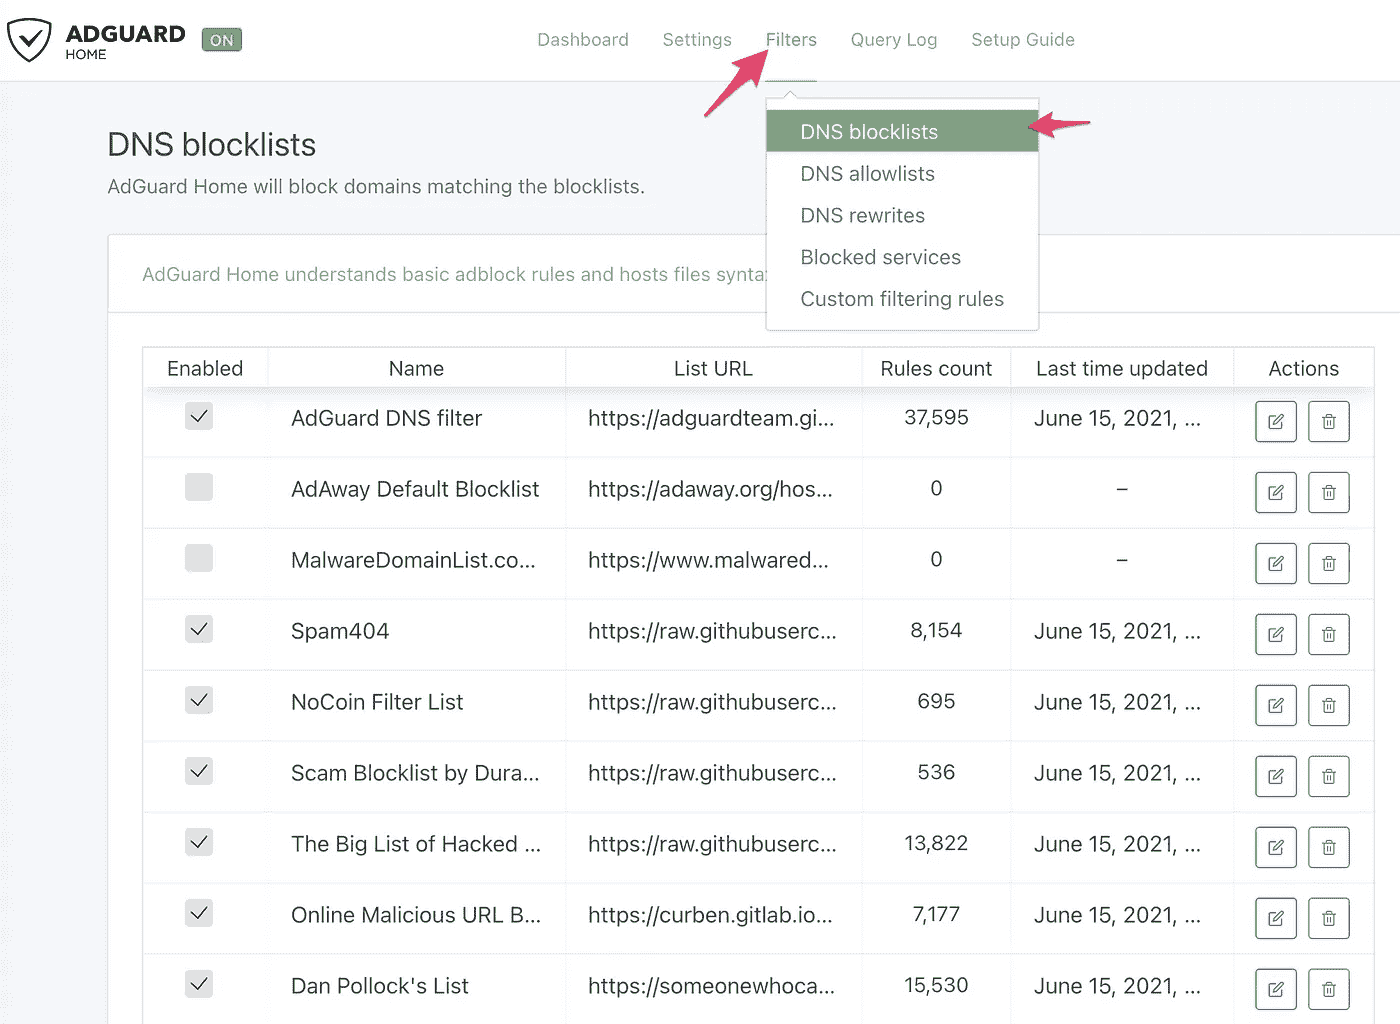 ADGUARD
HOME
ON
Dashboard Settings Filters Query Log Setup Guide
DNS blocklists
DNS allowlists
DNS rewrites
Blocked services
Custom filtering rules
DNS blocklists
AdGuard Home will block domains matching the blocklists.
AdGuard Home understands basic adblock rules and hosts files
Enabled Name List URL Rules count Last time updated Actions
AdGuard DNS filter https://adguardteam.gi... 37,595 June 15, 2021, ...
AdAway Default Blocklist https://adaway.org/hos... 0 –
MalwareDomainList.co... https://www.malwared... 0 –
Spam404 https://raw.githubuserc... 8,154 June 15, 2021, ...
NoCoin Filter List https://raw.githubuserc... 695 June 15, 2021, ...
Scam Blocklist by Dura... https://raw.githubuserc... 536 June 15, 2021, ...
The Big List of Hacked ... https://raw.githubuserc... 13,822 June 15, 2021, ...
Online Malicious URL B... https://curben.gitlab.io... 7,177 June 15, 2021, ...
Dan Pollock's List https://someonewhoca... 15,530 June 15, 2021, ...